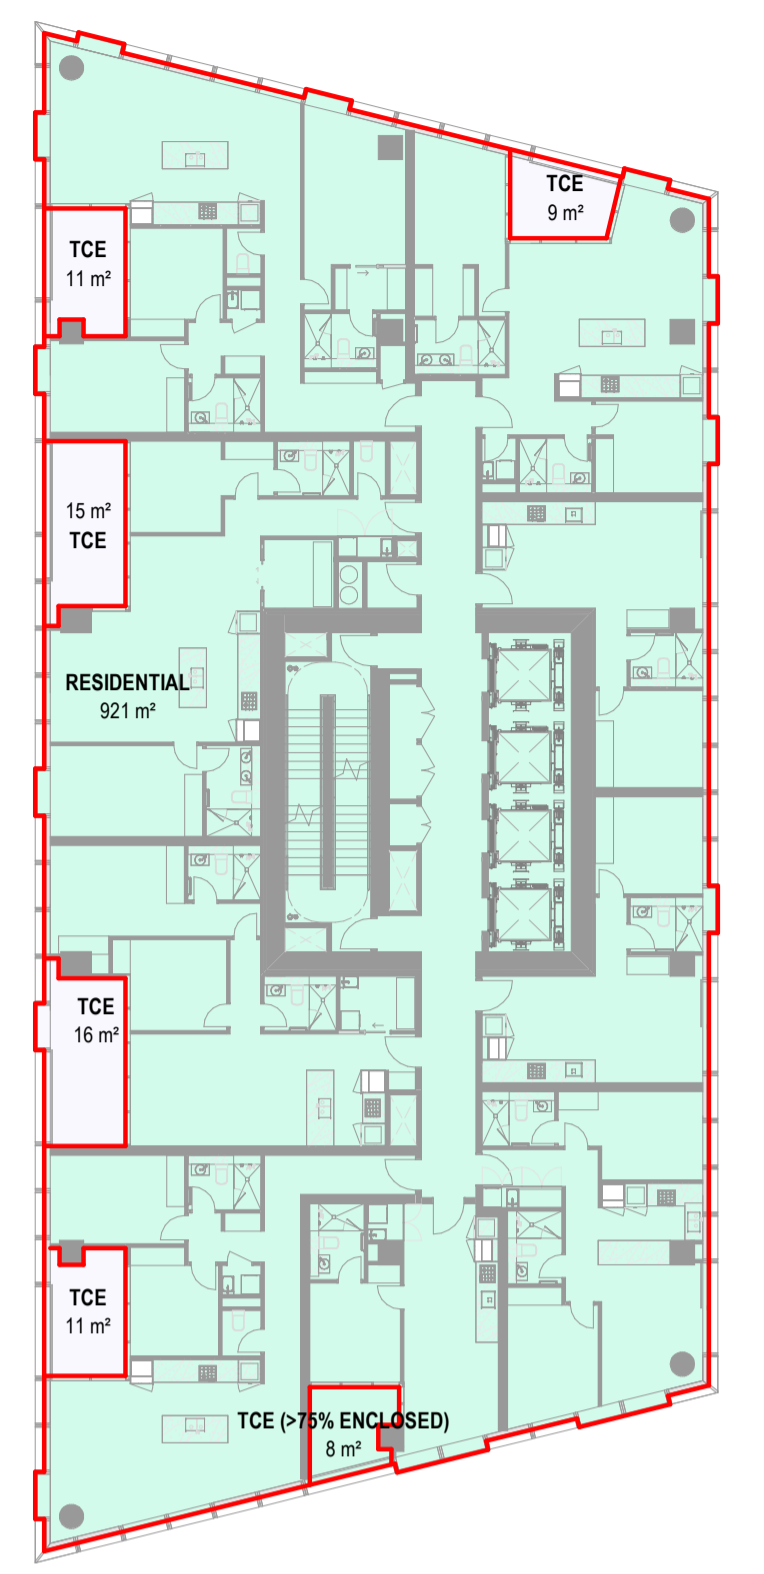 TCE
9 m²
TCE
11 m²
15 m²
TCE
RESIDENTIAL
921 m²
TCE
16 m²
TCE
11 m²
TCE (>75% ENCLOSED)
8 m²